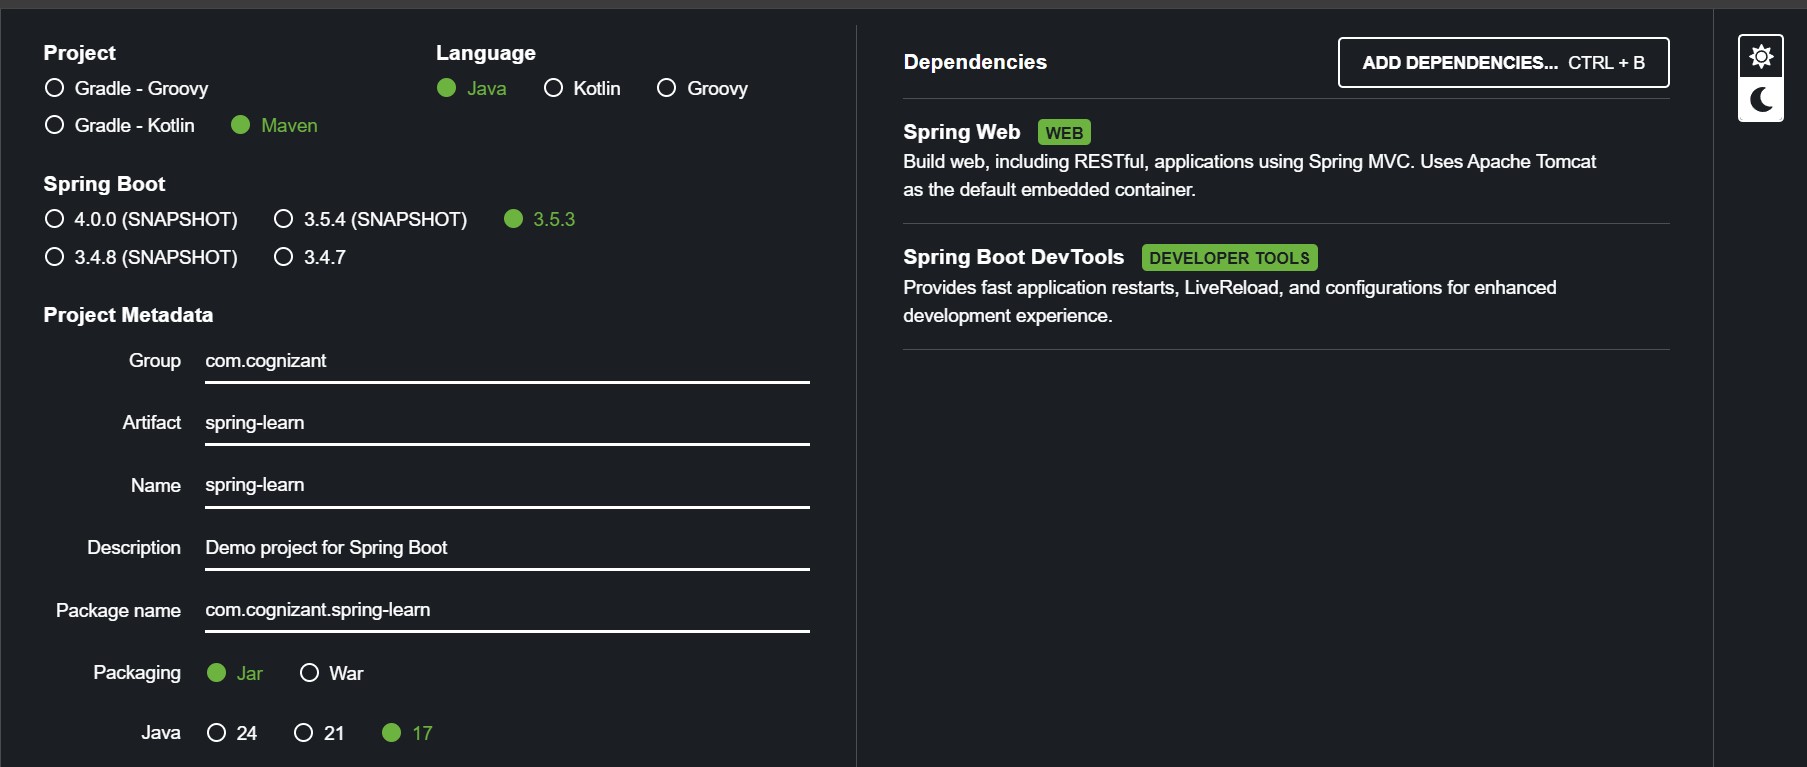 Project
Gradle - Groovy
Gradle - Kotlin Maven
Language
Java Kotlin Groovy
Spring Boot
4.0.0 (SNAPSHOT) 3.5.4 (SNAPSHOT) 3.5.3
3.4.8 (SNAPSHOT) 3.4.7
Project Metadata
Group com.cognizant
Artifact spring-learn
Name spring-learn
Description Demo project for Spring Boot
Package name com.cognizant.spring-learn
Packaging Jar War
Java 24 21 17
Dependencies ADD DEPENDENCIES... CTRL + B
Spring Web WEB
Build web, including RESTful, applications using Spring MVC. Uses Apache Tomcat
as the default embedded container.
Spring Boot DevTools DEVELOPER TOOLS
Provides fast application restarts, LiveReload, and configurations for enhanced
development experience.